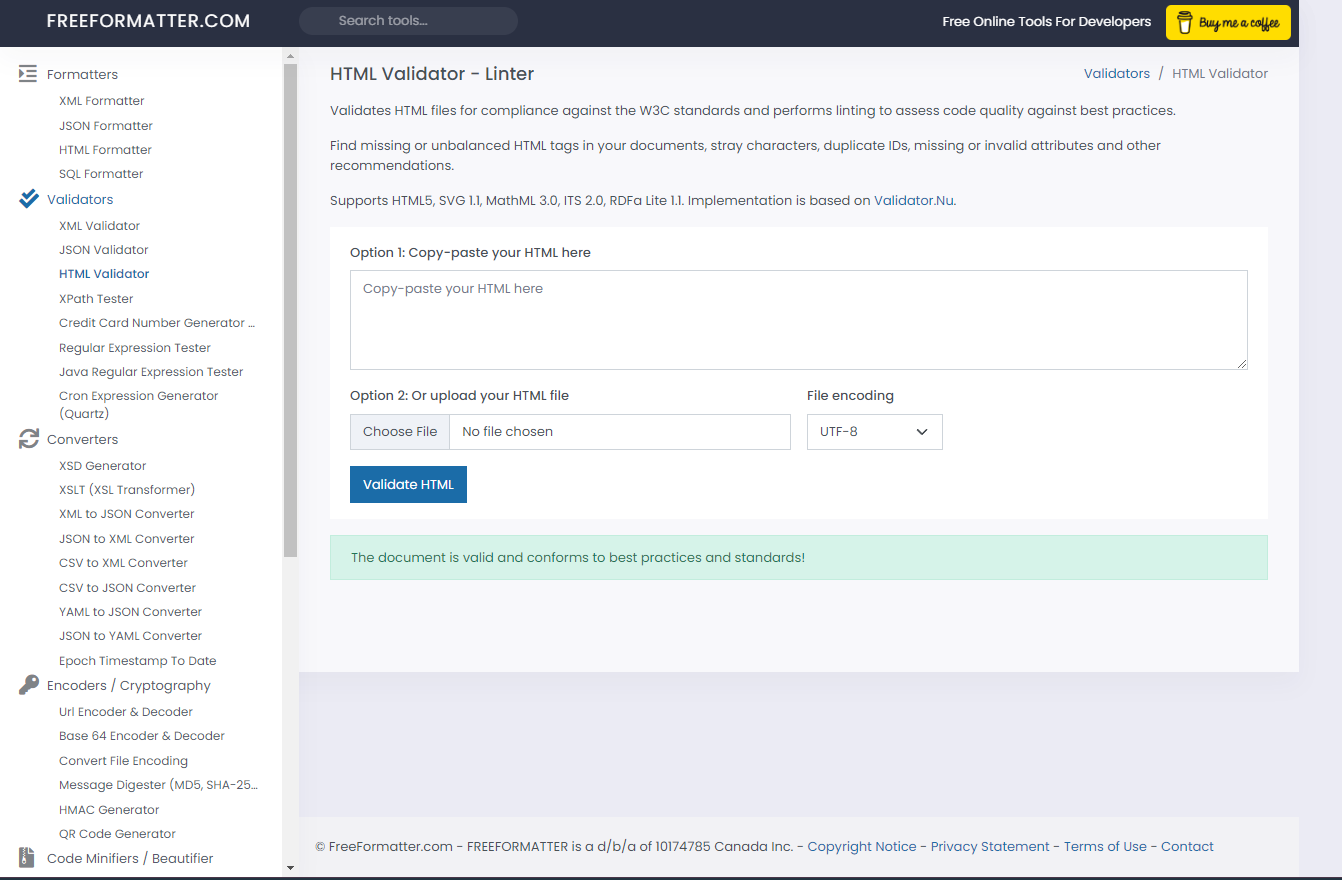 FREEFORMATTER.COM
Search tools...
Free Online Tools For Developers
Buy me a coffee
Formatters
XML Formatter
JSON Formatter
HTML Formatter
SQL Formatter
Validators
XML Validator
JSON Validator
HTML Validator
XPath Tester
Credit Card Number Generator ...
Regular Expression Tester
Java Regular Expression Tester
Cron Expression Generator
(Quartz)
Converters
XSD Generator
XSLT (XSL Transformer)
XML to JSON Converter
JSON to XML Converter
CSV to XML Converter
CSV to JSON Converter
YAML to JSON Converter
JSON to YAML Converter
Epoch Timestamp To Date
Encoders / Cryptography
Url Encoder & Decoder
Base 64 Encoder & Decoder
Convert File Encoding
Message Digester (MD5, SHA-25...
HMAC Generator
QR Code Generator
Code Minifiers / Beautifier
HTML Validator - Linter
Validators / HTML Validator
Validates HTML files for compliance against the W3C standards and performs linting to assess code quality against best practices.
Find missing or unbalanced HTML tags in your documents, stray characters, duplicate IDs, missing or invalid attributes and other
recommendations.
Supports HTML5, SVG 1.1, MathML 3.0, ITS 2.0, RDFa Lite 1.1. Implementation is based on Validator.Nu.
Option 1: Copy-paste your HTML here
Copy-paste your HTML here
Option 2: Or upload your HTML file
File encoding
Choose File No file chosen
UTF-8
Validate HTML
The document is valid and conforms to best practices and standards!
© FreeFormatter.com - FREEFORMATTER is a d/b/a of 10174785 Canada Inc. - Copyright Notice - Privacy Statement - Terms of Use - Contact